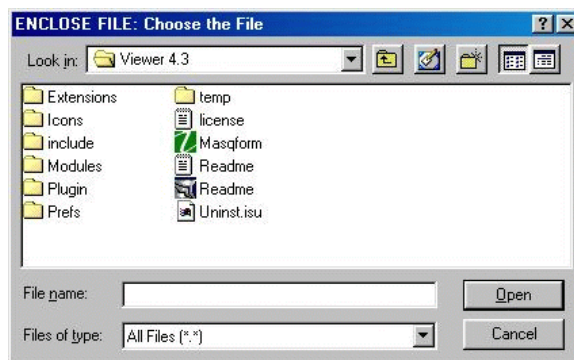 ENCLOSE FILE: Choose the File
Look in: Viewer 4.3
Extensions
Icons
include
Modules
Plugin
Prefs
temp
license
Masqform
Readme
Readme
Uninst.isu
File name:
Open
Files of type: All Files (*.*)
Cancel